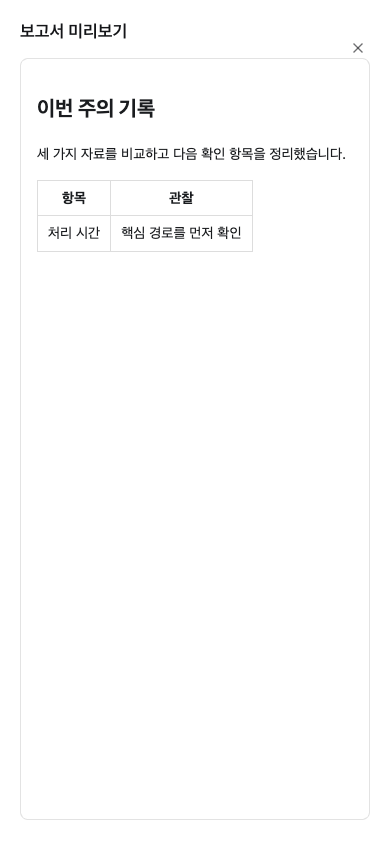 보고서 미리보기
이번 주의 기록
세 가지 자료를 비교하고 다음 확인 항목을 정리했습니다.
항목 관찰
처리 시간 핵심 경로를 먼저 확인